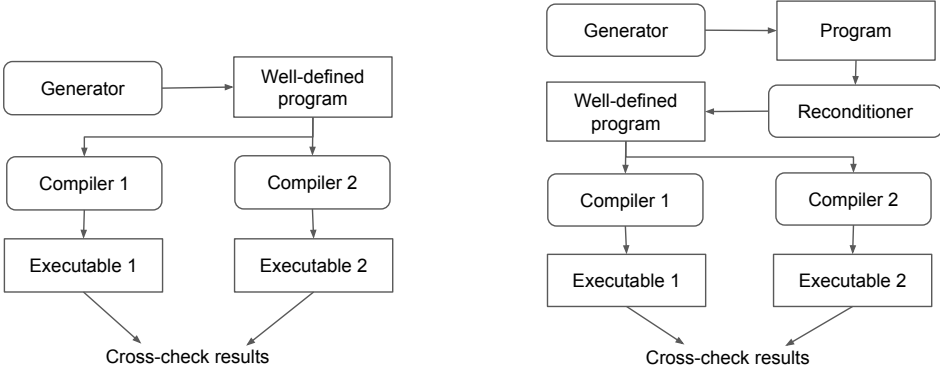 Generator
Well-defined
program
Compiler 1
Compiler 2
Executable 1
Executable 2
Cross-check results
Generator
Program
Well-defined
program
Reconditioner
Compiler 1
Compiler 2
Executable 1
Executable 2
Cross-check results